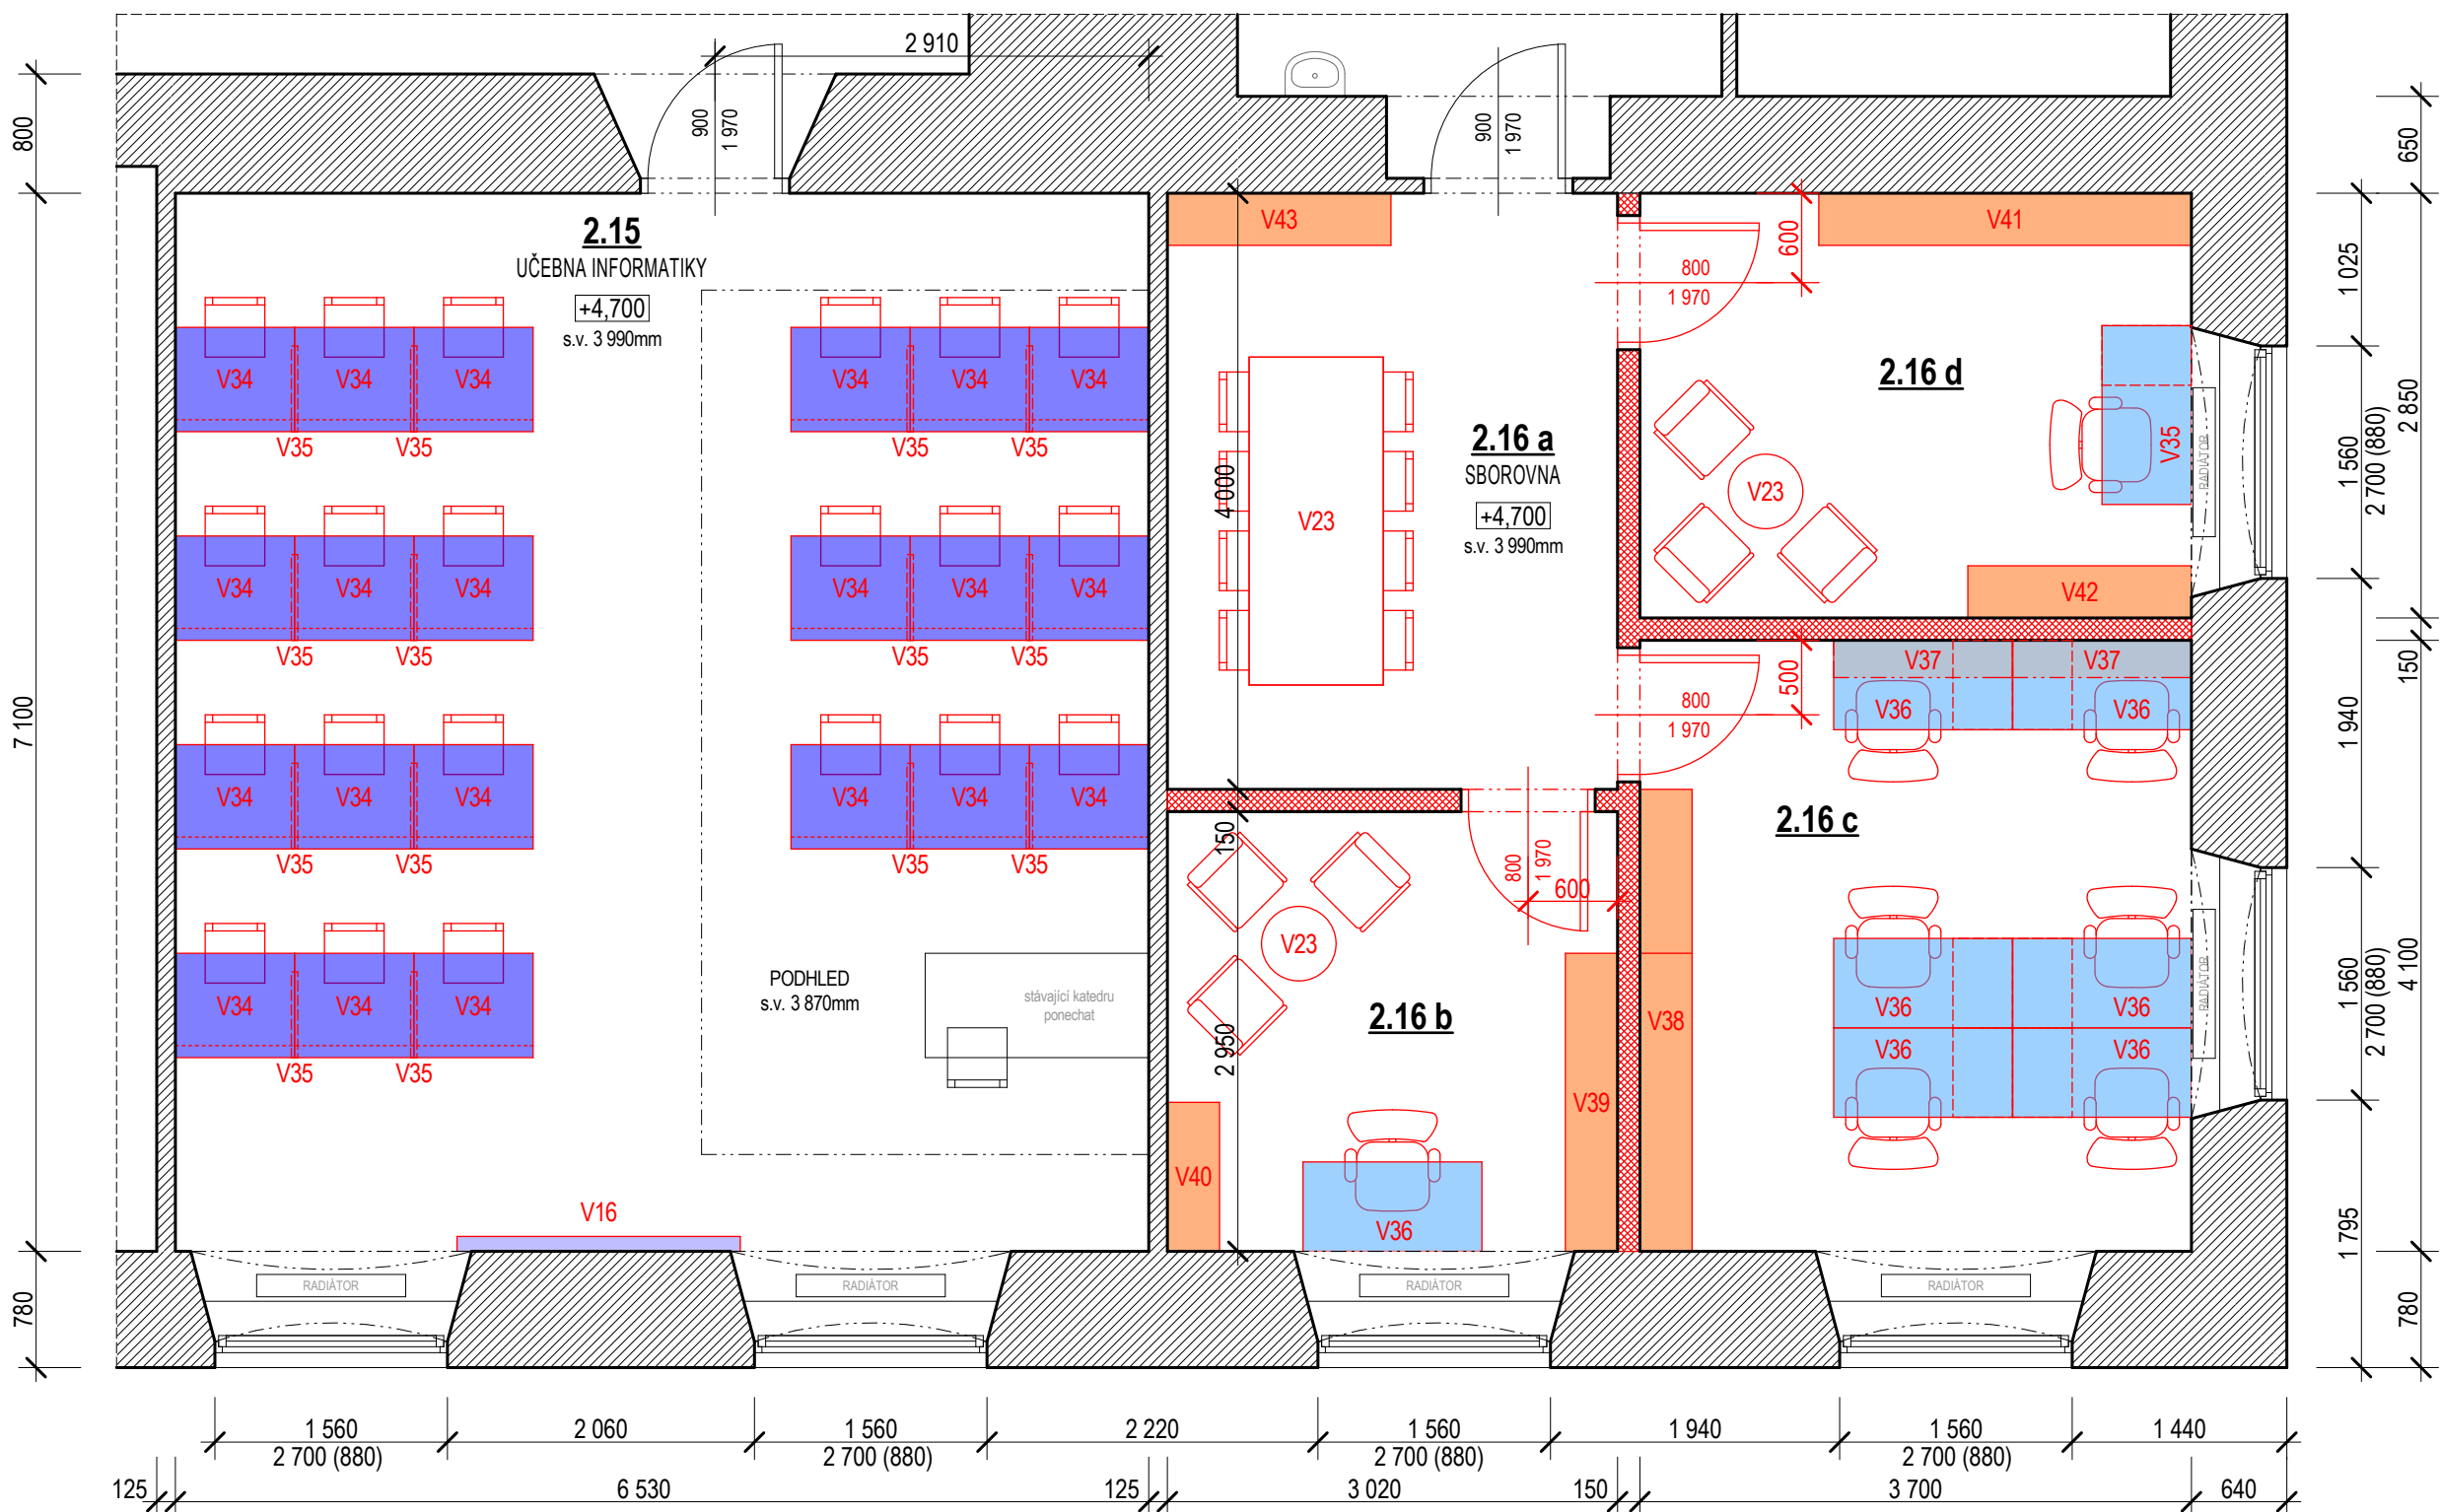 2 910
900
1 970
900
1 970
800
650
2.15
UČEBNA INFORMATIKY
+4,700
s.v. 3 990mm
V43
600
V41
800
1 970
1 025
V34 V34 V34 V34 V34 V34
V35 V35 V35 V35
2.16 a
SBOROVNA
+4,700
s.v. 3 990mm
4 000
V23
2.16 d
V23
V35
RADIÁTOR
1 560
2 700 (880)
2 850
V34 V34 V34 V34 V34 V34
V35 V35 V35 V35
V42
7 100
500
800
1 970
V37 V37
V36 V36
150
1 940
V34 V34 V34 V34 V34 V34
V35 V35 V35 V35
150
800
1 970
600
2.16 c
V34 V34 V34
V35 V35
PODHLED
s.v. 3 870mm
stávající katedru
ponechat
V23
2 950
2.16 b
V39
V38
V36 V36
V36 V36
RADIÁTOR
1 560
2 700 (880)
4 100
V16
V40
V36
1795
780
RADIÁTOR
RADIÁTOR
RADIÁTOR
RADIÁTOR
780
1 560
2 700 (880)
2 060
1 560
2 700 (880)
2 220
1 560
2 700 (880)
1 940
1 560
2 700 (880)
1 440
125
6 530
125
3 020
150
3 700
640